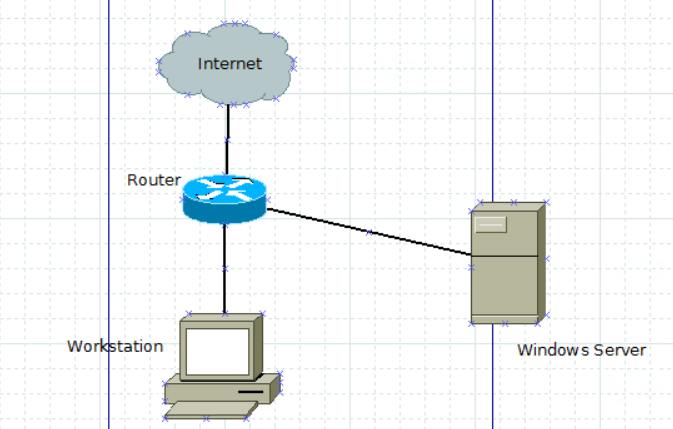 Internet
Router
Workstation
Windows Server